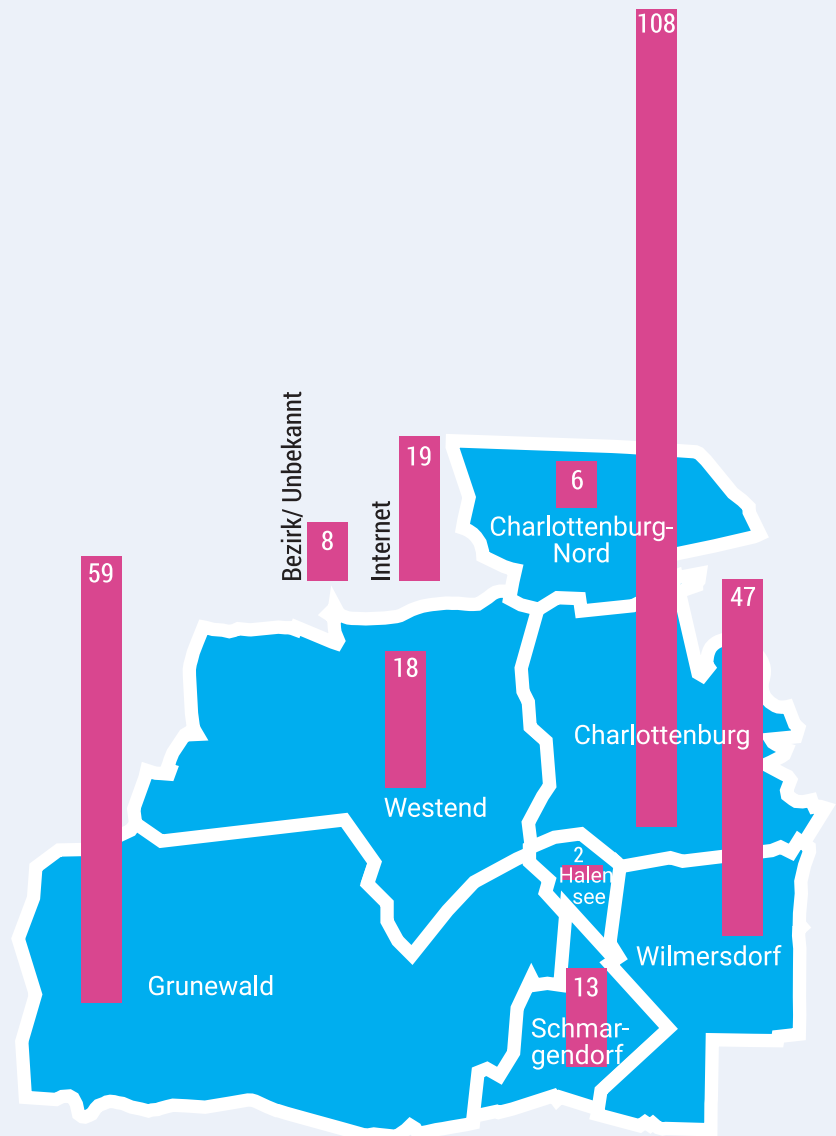 108
Bezirk/ Unbekannt
8
Internet
19
6
Charlottenburg-
Nord
59
47
18
Charlottenburg
Westend
2
Halen
see
Wilmersdorf
Grunewald
13
Schmar-
gendorf